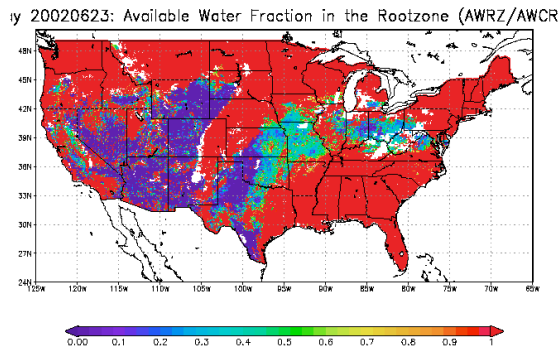 20020623: Available Water Fraction in the Rootzone (AWRZ/AWCR
48N
45N
42N
39N
36N
33N
30N
27N
24N
125W 120W 115W 110W 105W 100W 95W 90W 85W 80W 75W 70W 65W
0.00 0.1 0.2 0.3 0.4 0.5 0.6 0.7 0.8 0.9 1